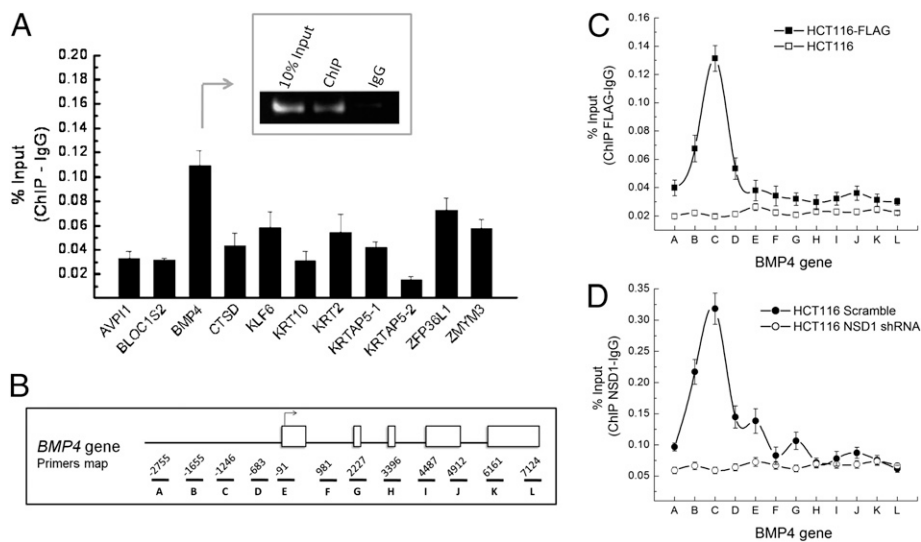 A
% Input
(ChIP - IgG)
0.20
0.18
0.16
0.14
0.12
0.10
0.08
0.06
0.04
0.02
10% Input
ChIP
IgG
AVPI1
BLOC1S2
BMP4
CTSD
KLF6
KRT10
KRT2
KRTAP5-1
KRTAP5-2
ZFP36L1
ZMYM3
B
BMP4 gene
Primers map
-2755 -1655 -1246 -683 -91 981 2227 3396 4487 4912 6161 7124
A B C D E F G H I J K L
C
HCT116-FLAG
HCT116
% Input
(ChIP FLAG-IgG)
0.16
0.14
0.12
0.10
0.08
0.06
0.04
0.02
A B C D E F G H I J K L
BMP4 gene
D
HCT116 Scramble
HCT116 NSD1 shRNA
% Input
(ChIP NSD1-IgG)
0.35
0.30
0.25
0.20
0.15
0.10
0.05
A B C D E F G H I J K L
BMP4 gene